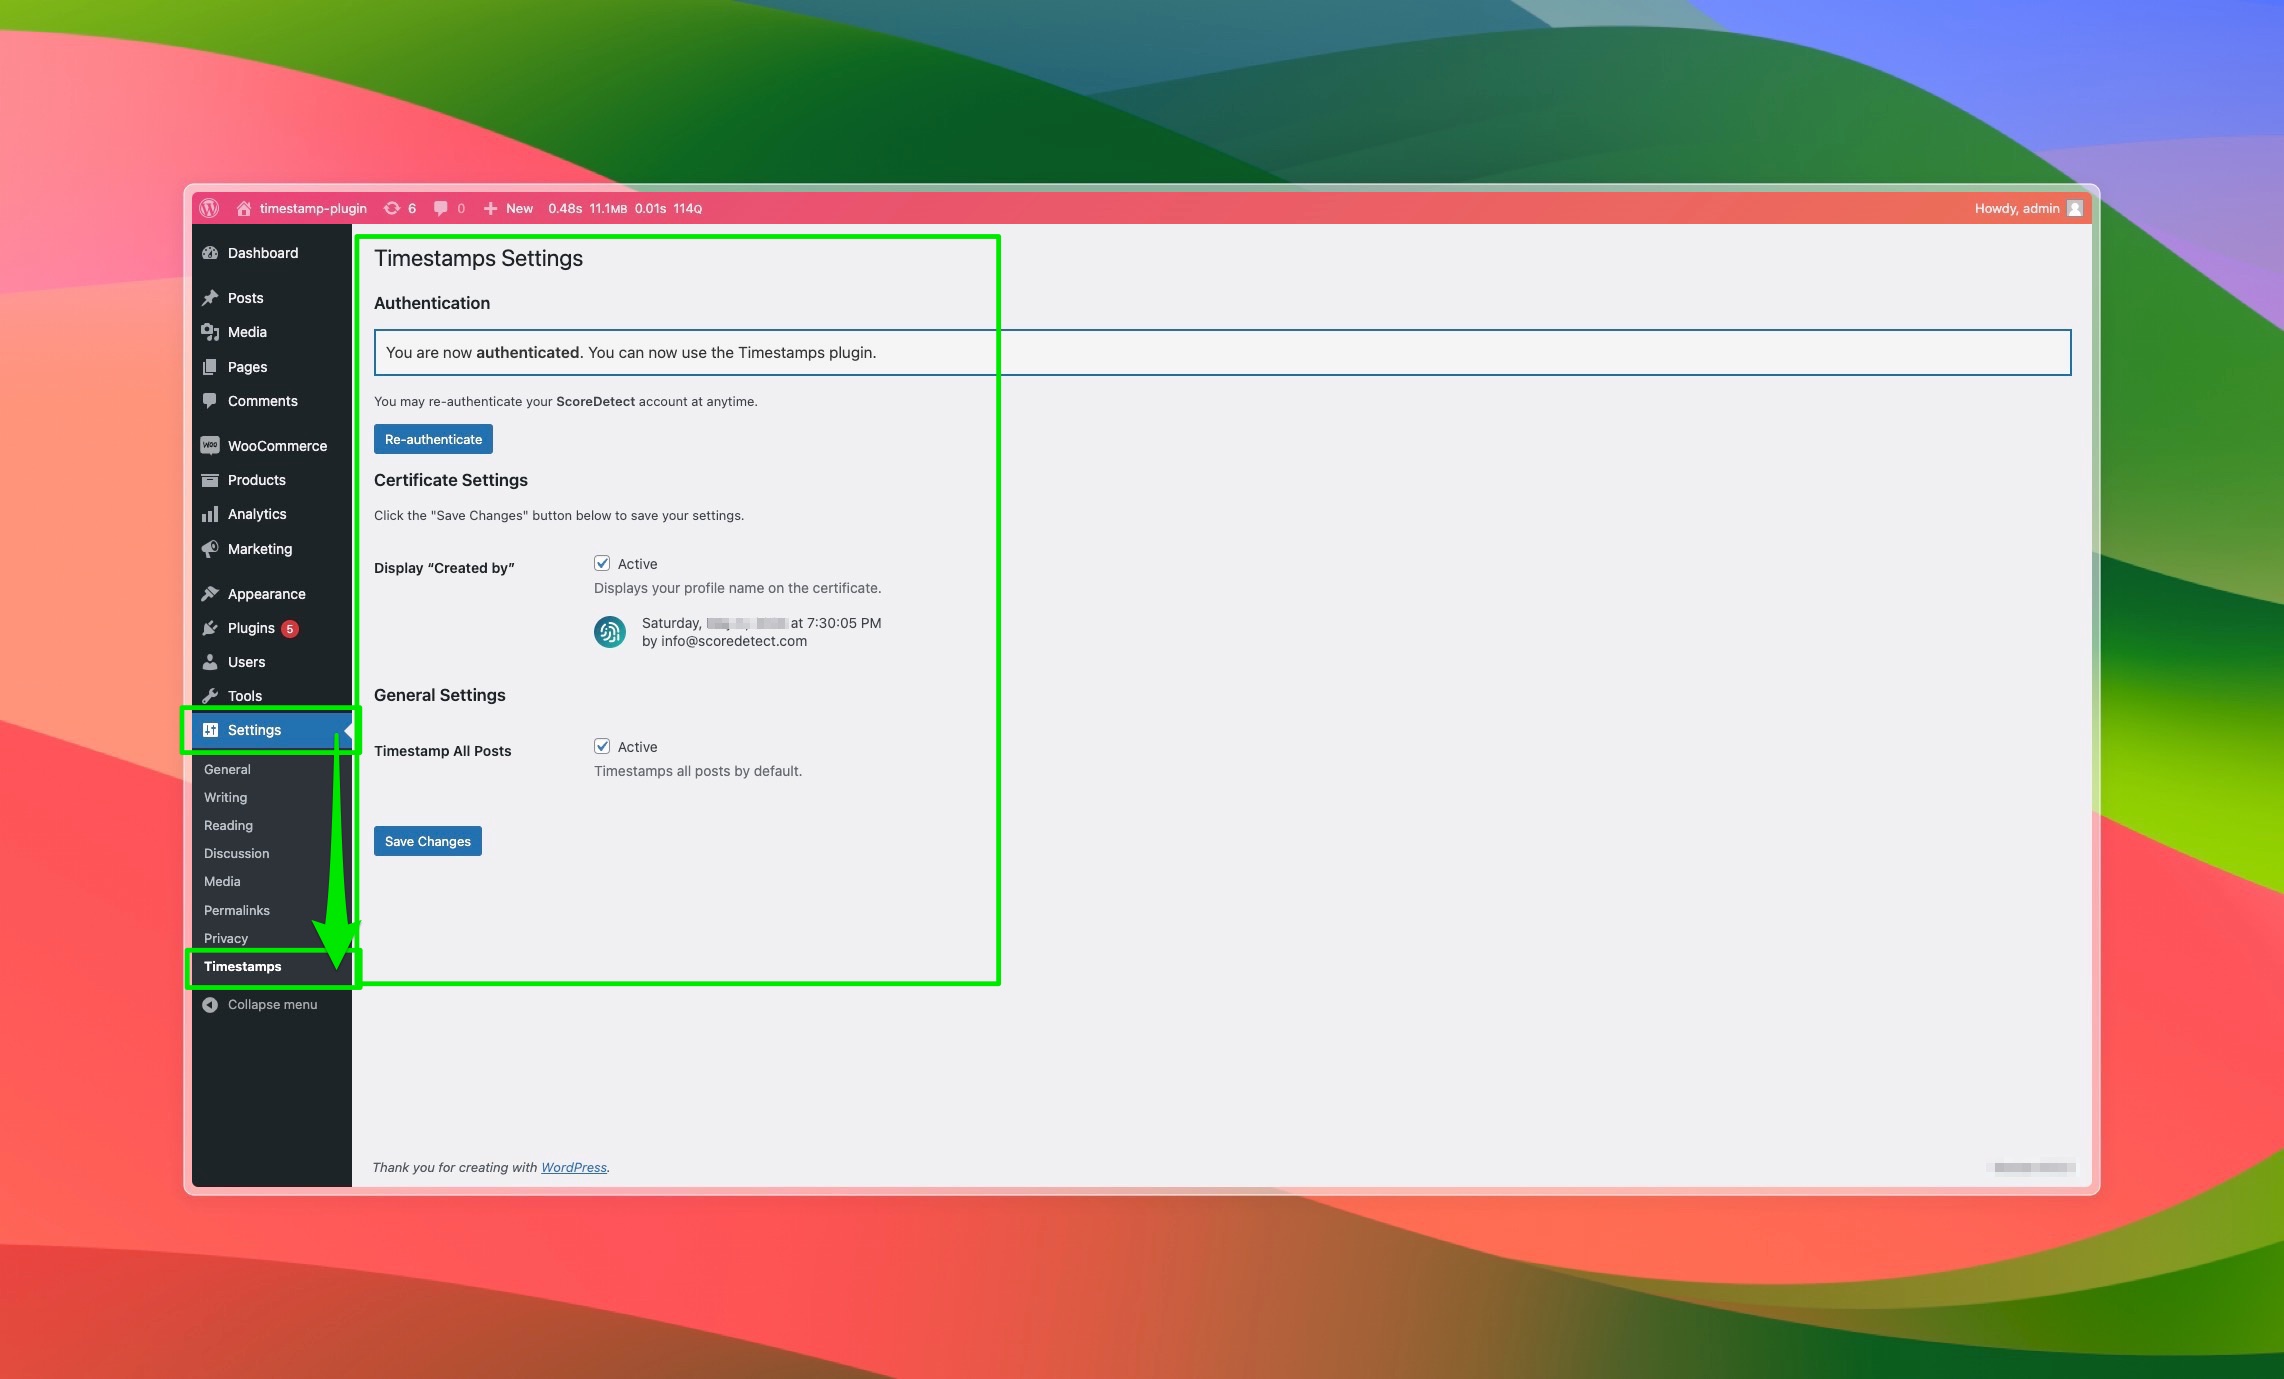 timestamp-plugin 6 0 New 0.48s 11.1MB 0.01s 114Q
Howdy, admin
Dashboard
Posts
Media
Pages
Comments
WooCommerce
Products
Analytics
Marketing
Appearance
Plugins 5
Users
Tools
Settings
General
Writing
Reading
Discussion
Media
Permalinks
Privacy
Timestamps
Collapse menu
Timestamps Settings
Authentication
You are now authenticated. You can now use the Timestamps plugin.
You may re-authenticate your ScoreDetect account at anytime.
Re-authenticate
Certificate Settings
Click the "Save Changes" button below to save your settings.
Display “Created by”
Active
Displays your profile name on the certificate.
Saturday, at 7:30:05 PM
by info@scoredetect.com
General Settings
Timestamp All Posts
Active
Timestamps all posts by default.
Save Changes
Thank you for creating with WordPress.